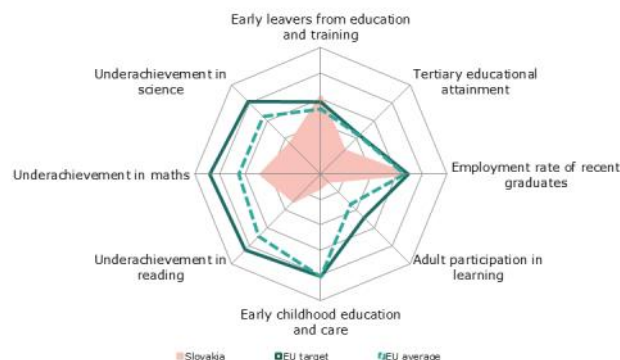 Early leavers from education
and training
Underachievement in
science
Tertiary educational
attainment
Underachievement in maths
Employment rate of recent
graduates
Underachievement in
reading
Adult participation in
learning
Early childhood education
and care
Slovakia
EU target
EU average